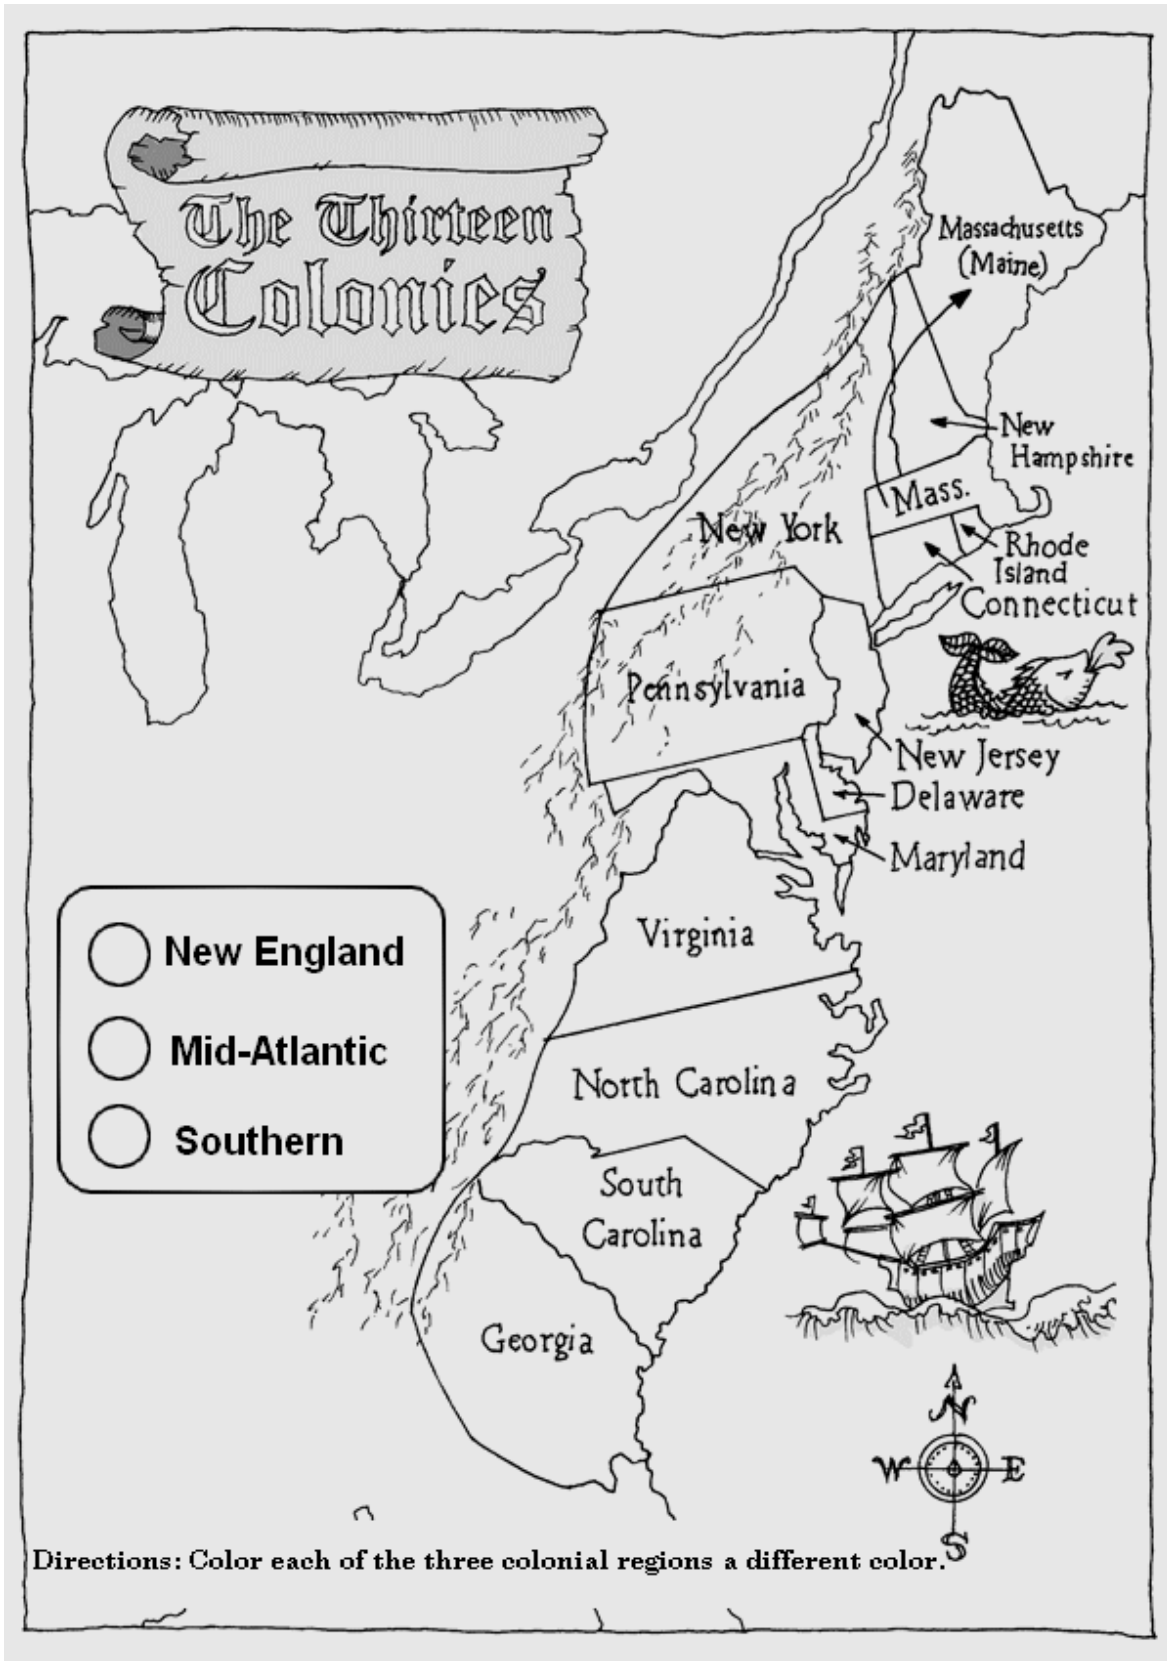 The Thirteen
Colonies
Massachusetts
(Maine)
New
Hampshire
Mass.
New York
Rhode
Island
Connecticut
Pennsylvania
New Jersey
Delaware
Maryland
Virginia
New England
Mid-Atlantic
Southern
North Carolina
South
Carolina
Georgia
N
W E
S
Directions: Color each of the three colonial regions a different color.